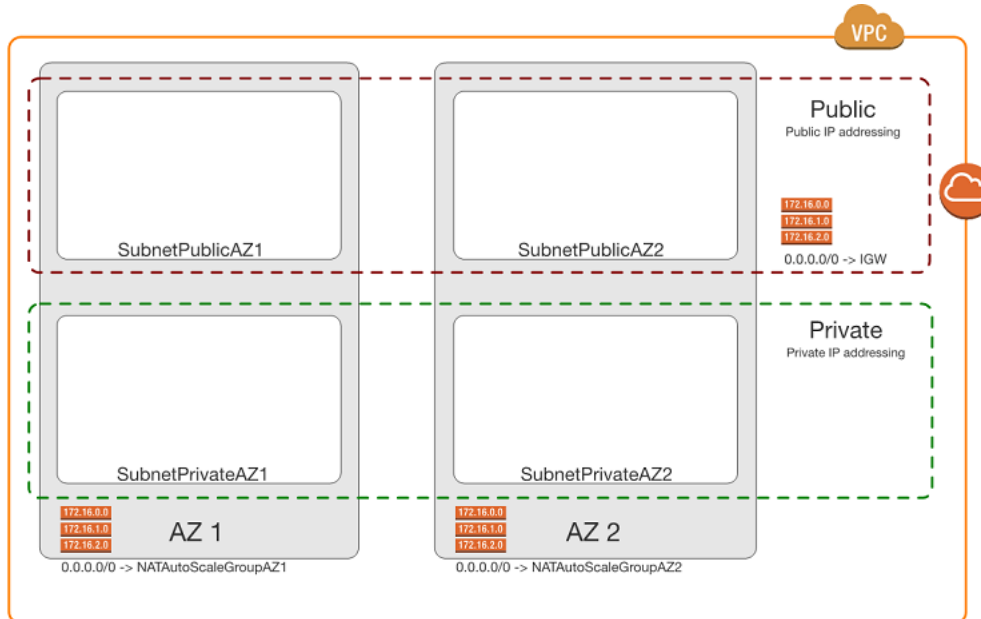 VPC
Public
Public IP addressing
172.16.0.0
172.16.1.0
172.16.2.0
0.0.0.0/0 -> IGW
SubnetPublicAZ1
SubnetPublicAZ2
Private
Private IP addressing
SubnetPrivateAZ1
SubnetPrivateAZ2
172.16.0.0
172.16.1.0
172.16.2.0
AZ 1
0.0.0.0/0 -> NATAutoScaleGroupAZ1
172.16.0.0
172.16.1.0
172.16.2.0
AZ 2
0.0.0.0/0 -> NATAutoScaleGroupAZ2